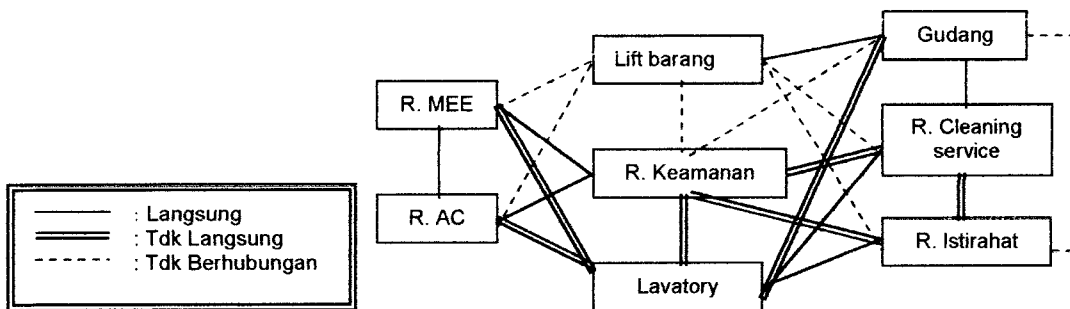 Gudang
Lift barang
R. MEE
R. Cleaning
service
R. Keamanan
R. AC
: Langsung
: Tdk Langsung
: Tdk Berhubungan
R. Istirahat
Lavatory